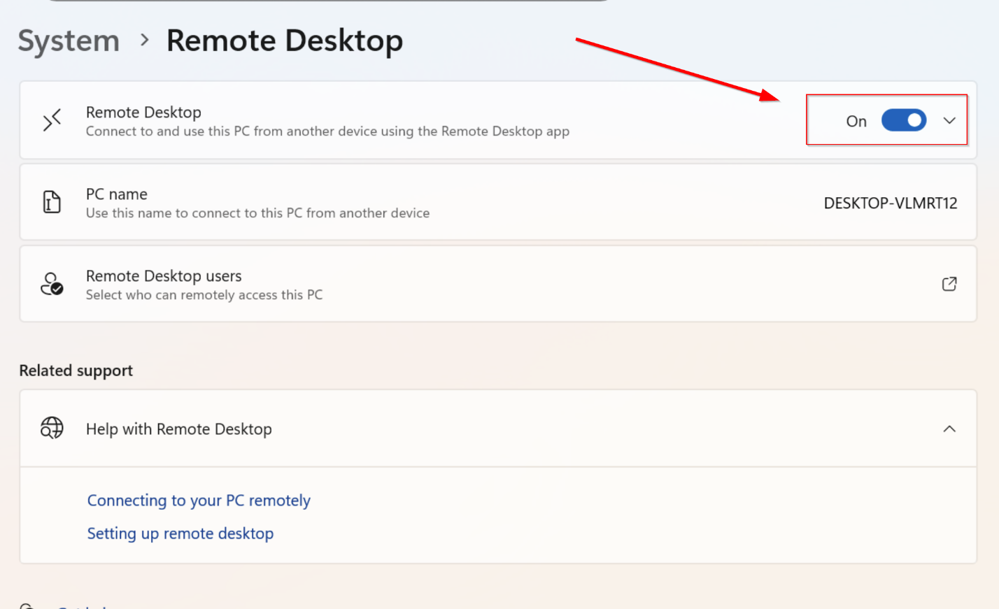 System > Remote Desktop
Remote Desktop
Connect to and use this PC from another device using the Remote Desktop app
On
PC name
Use this name to connect to this PC from another device
DESKTOP-VLMRT12
Remote Desktop users
Select who can remotely access this PC
Related support
Help with Remote Desktop
Connecting to your PC remotely
Setting up remote desktop